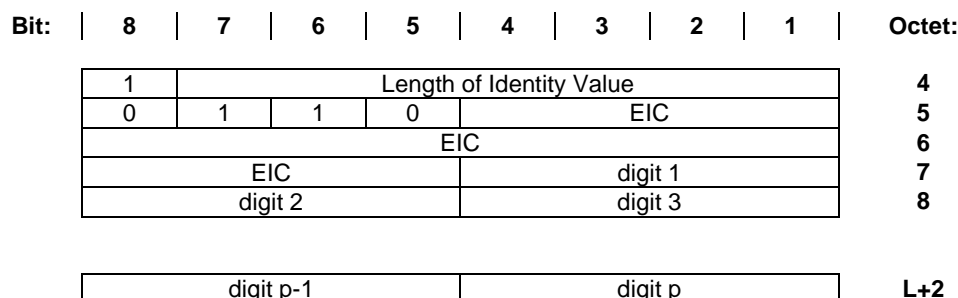 Bit: 8 7 6 5 4 3 2 1 Octet:
1 Length of Identity Value 4
0 1 1 0 EIC 5
EIC 6
EIC digit 1 7
digit 2 digit 3 8
digit p-1 digit p L+2